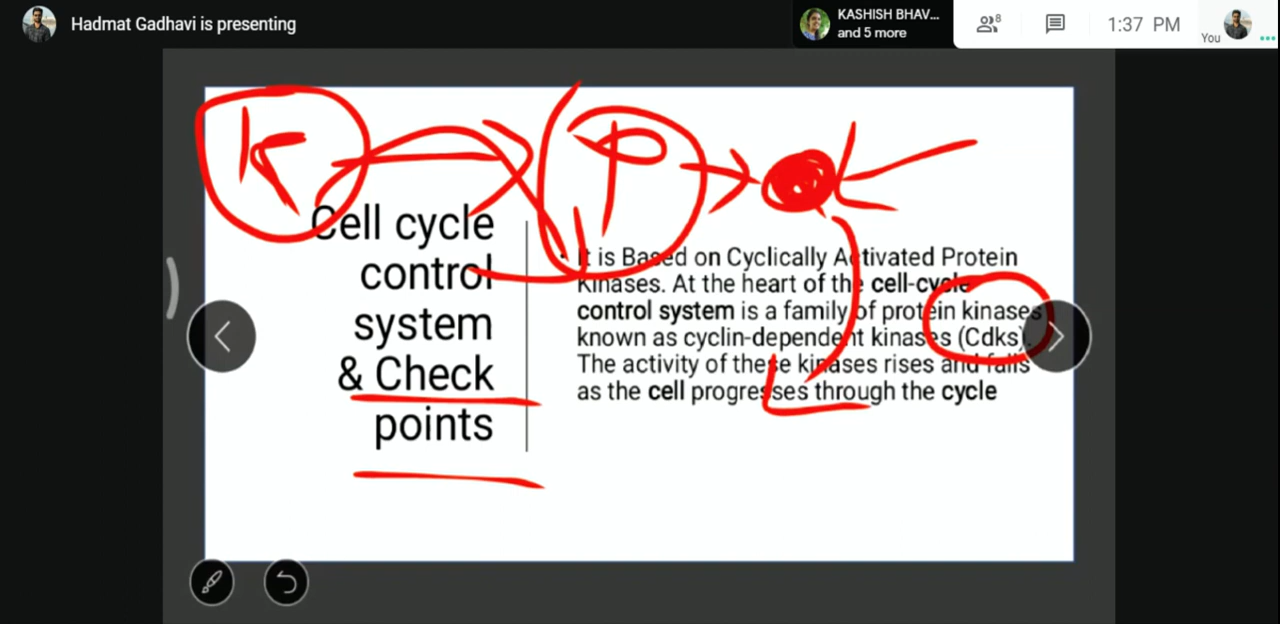 Hadmat Gadhavi is presenting
KASHISH BHAV...
and 5 more
8
1:37 PM
You
K
P
Cell cycle
control
system
& Check
points
• It is Based on Cyclically Activated Protein
Kinases. At the heart of the cell-cycle
control system is a family of protein kinases
known as cyclin-dependent kinases (Cdks).
The activity of these kinases rises and falls
as the cell progresses through the cycle